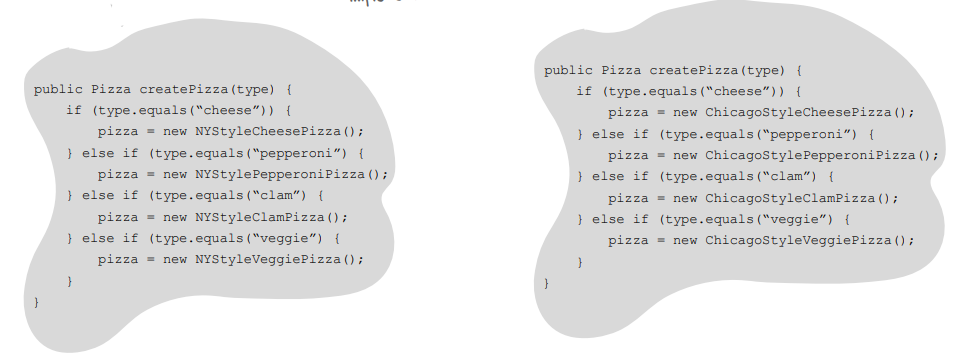 public Pizza createPizza(type) {
if (type.equals(“cheese”)) {
pizza = new NYStyleCheesePizza();
} else if (type.equals(“pepperoni”) {
pizza = new NYStylePepperoniPizza();
} else if (type.equals(“clam”) {
pizza = new NYStyleClamPizza();
} else if (type.equals(“veggie”) {
pizza = new NYStyleVeggiePizza();
}
}
public Pizza createPizza(type) {
if (type.equals(“cheese”)) {
pizza = new ChicagoStyleCheesePizza();
} else if (type.equals(“pepperoni”) {
pizza = new ChicagoStylePepperoniPizza();
} else if (type.equals(“clam”) {
pizza = new ChicagoStyleClamPizza();
} else if (type.equals(“veggie”) {
pizza = new ChicagoStyleVeggiePizza();
}
}